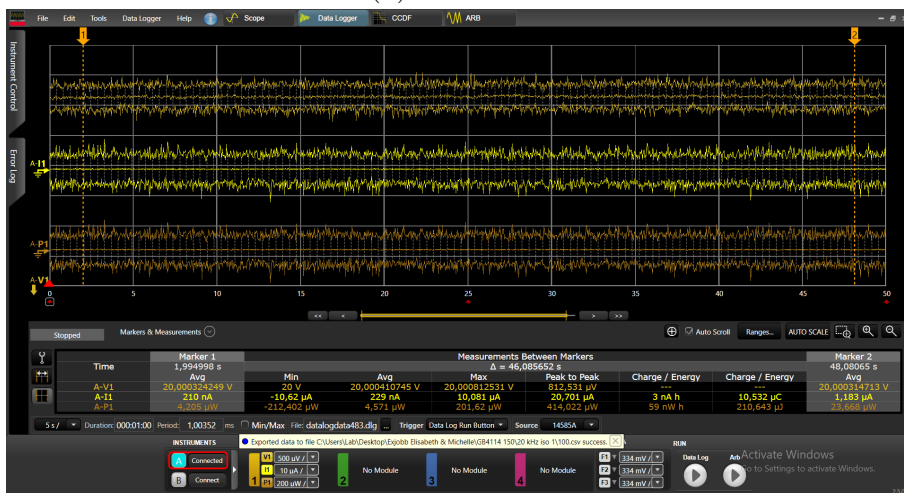 File Edit Tools Data Logger Help Scope Data Logger CCDF ARB
Instrument Control
Error Log
1 2
A-I1
A-P1
A-V1
0 5 10 15 20 25 30 35 40 45 50
<< < > >>
Stopped Markers & Measurements Auto Scroll Ranges... AUTO SCALE
Time Marker 1 Measurements Between Markers Marker 2
1,994998 s Δ = 46,085652 s 48,08065 s
Avg Min Avg Max Peak to Peak Charge / Energy Charge / Energy Avg
A-V1 20,000324249 V 20 V 20,000410745 V 20,000812531 V 812,531 µV --- --- 20,000314713 V
A-I1 210 nA -10,62 µA 229 nA 10,081 µA 20,701 µA 3 nA h 10,532 µC 1,183 µA
A-P1 4,205 µW -212,402 µW 4,571 µW 201,62 µW 414,022 µW 59 nW h 210,643 µJ 23,668 µW
5 s / Duration: 000:01:00 Period: 1,00352 ms Min/Max File: datalogdata483.dlg ... Trigger Data Log Run Button Source 14585A
INSTRUMENTS Exported data to file C:\Users\Lab\Desktop\Exjobb Elisabeth & Michelle\GB4114 150\20 kHz iso 1\100.csv success. RUN
A Connected
B Connect
1 V1 500 uV / I1 10 µA / P1 200 uW /
2 No Module
3 No Module
4 No Module
F1 334 mV /
F2 334 mV /
F3 334 mV /
Data Log Arb
Activate Windows
Go to Settings to activate Windows.